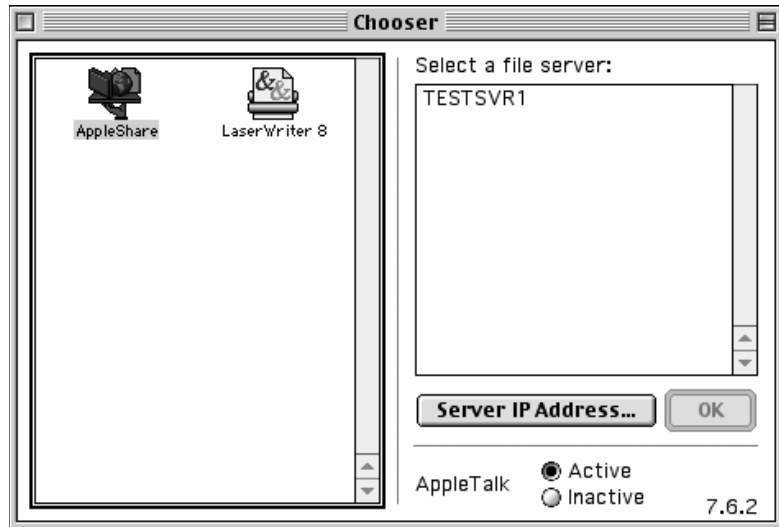 Chooser
AppleShare
LaserWriter 8
Select a file server:
TESTSVR1
Server IP Address...
OK
AppleTalk
Active
Inactive
7.6.2